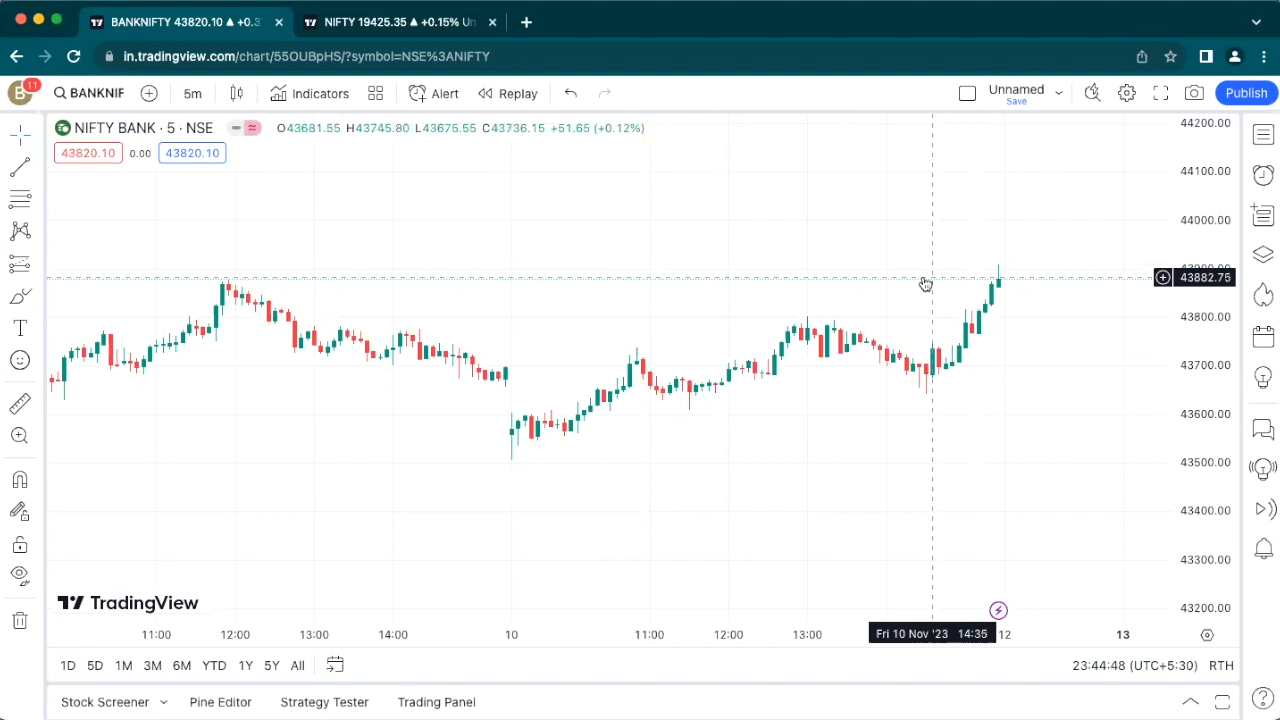 BANKNIFTY 43820.10 ▲ +0.3
NIFTY 19425.35 ▲ +0.15% Un
in.tradingview.com/chart/55OUBpHS/?symbol=NSE%3ANIFTY
B 11 BANKNIF 5m Indicators Alert Replay Unnamed Save Publish
NIFTY BANK · 5 · NSE O43681.55 H43745.80 L43675.55 C43736.15 +51.65 (+0.12%)
43820.10 0.00 43820.10
44200.00
44100.00
44000.00
43882.75
43800.00
43700.00
43600.00
43500.00
43400.00
43300.00
43200.00
TradingView
11:00 12:00 13:00 14:00 10 11:00 12:00 13:00 Fri 10 Nov '23 14:35 12 13
1D 5D 1M 3M 6M YTD 1Y 5Y All 23:44:48 (UTC+5:30) RTH
Stock Screener Pine Editor Strategy Tester Trading Panel